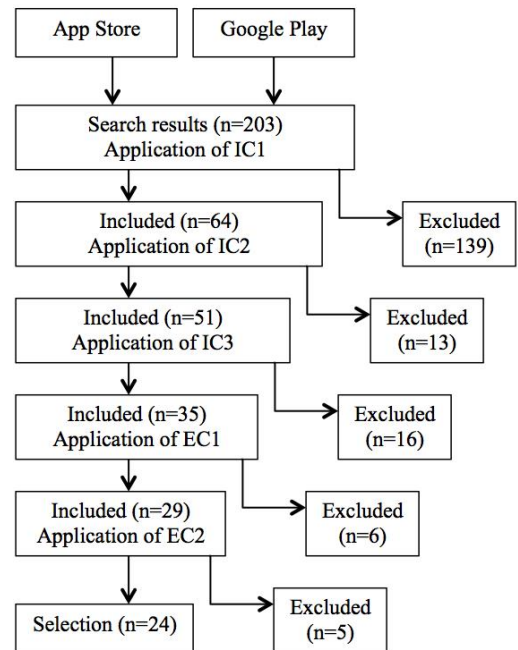 App Store
Google Play
Search results (n=203)
Application of IC1
Included (n=64)
Application of IC2
Excluded
(n=139)
Included (n=51)
Application of IC3
Excluded
(n=13)
Included (n=35)
Application of EC1
Excluded
(n=16)
Included (n=29)
Application of EC2
Excluded
(n=6)
Selection (n=24)
Excluded
(n=5)